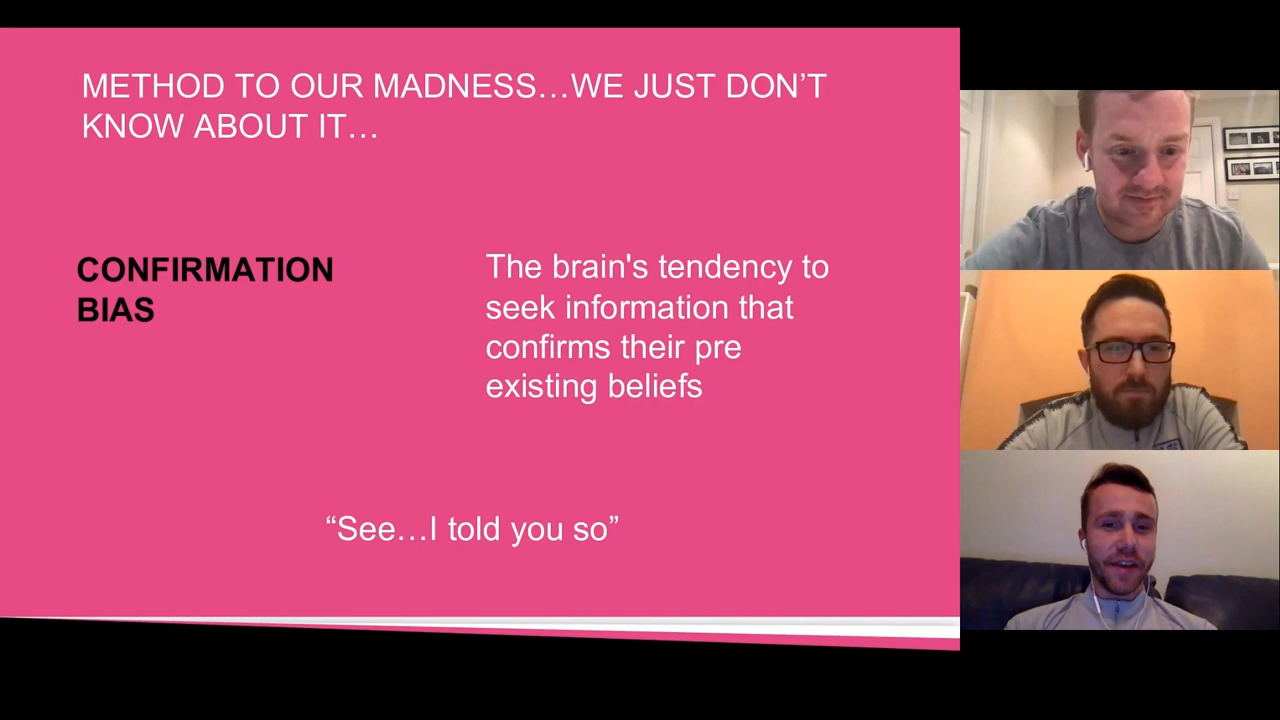 METHOD TO OUR MADNESS…WE JUST DON’T
KNOW ABOUT IT…
CONFIRMATION
BIAS
The brain's tendency to
seek information that
confirms their pre
existing beliefs
“See…I told you so”